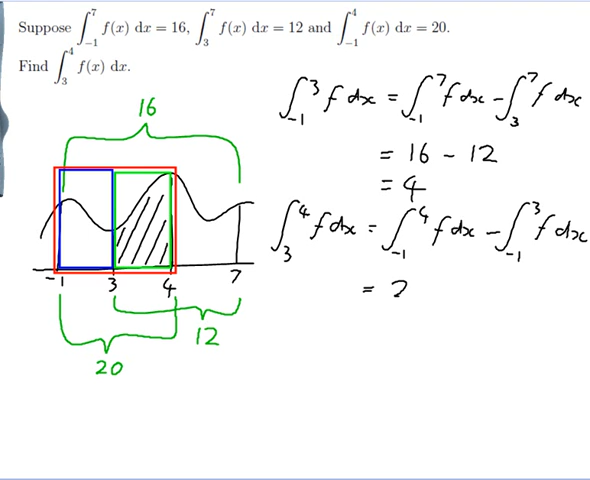 Suppose ∫_{-1}^{7} f(x) dx = 16, ∫_{3}^{7} f(x) dx = 12 and ∫_{-1}^{4} f(x) dx = 20.
Find ∫_{3}^{4} f(x) dx.
∫_{-1}^{3} f dx = ∫_{-1}^{7} f dx - ∫_{3}^{7} f dx
= 16 - 12
= 4
∫_{3}^{4} f dx = ∫_{-1}^{4} f dx - ∫_{-1}^{3} f dx
= 2
16
-1 3 4 7
12
20